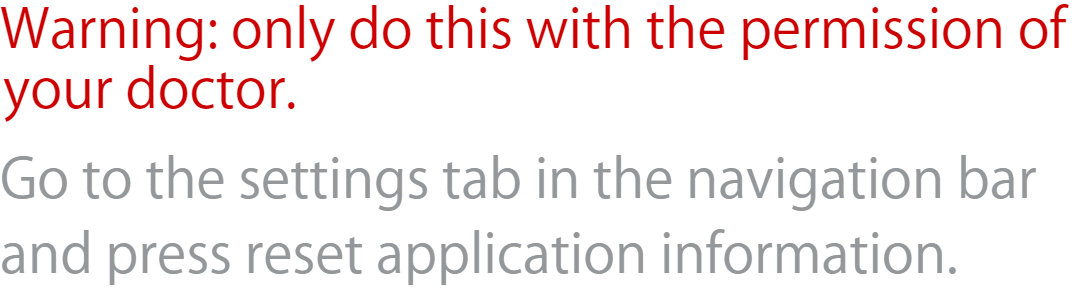 Warning: only do this with the permission of
your doctor.
Go to the settings tab in the navigation bar
and press reset application information.